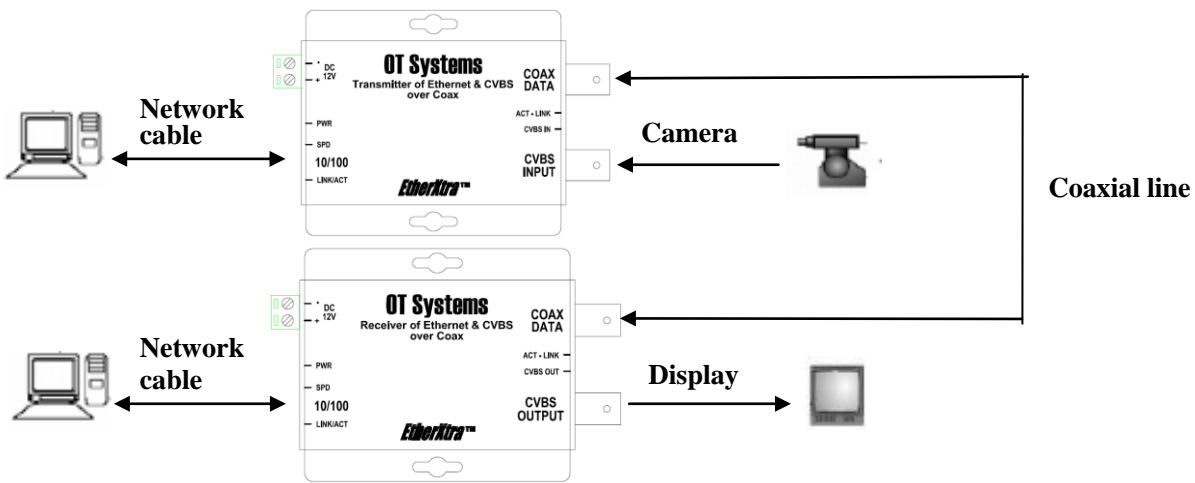 OT Systems
Transmitter of Ethernet & CVBS
over Coax
- DC
+ 12V
PWR
SPD
10/100
LINK/ACT
COAX
DATA
ACT • LINK
CVBS IN
CVBS
INPUT
EtherXtra™
Network
cable
Camera
Coaxial line
OT Systems
Receiver of Ethernet & CVBS
over Coax
- DC
+ 12V
PWR
SPD
10/100
LINK/ACT
COAX
DATA
ACT • LINK
CVBS OUT
CVBS
OUTPUT
EtherXtra™
Network
cable
Display